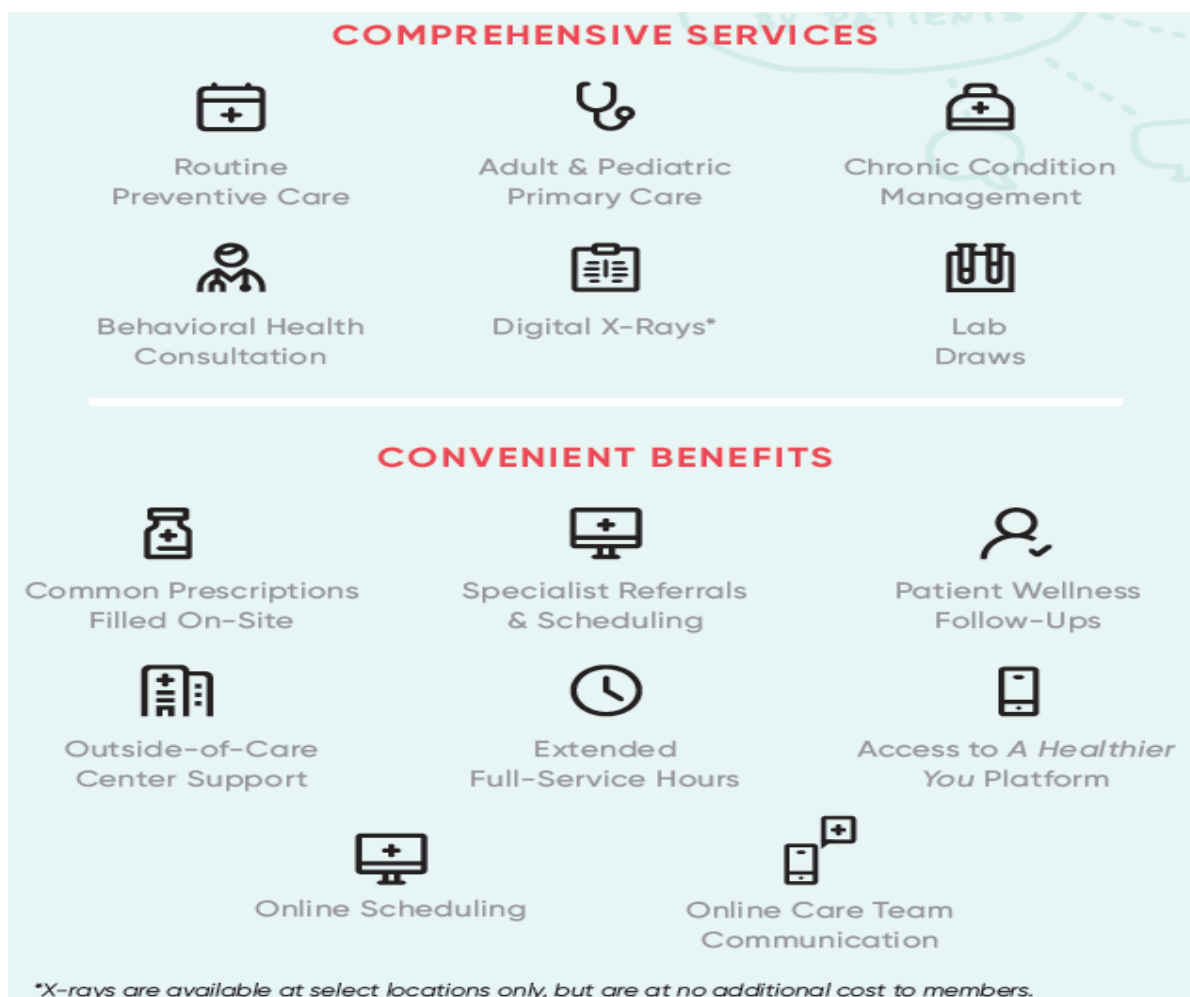 BY PATIENTS
COMPREHENSIVE SERVICES
Routine
Preventive Care
Adult & Pediatric
Primary Care
Chronic Condition
Management
Behavioral Health
Consultation
Digital X-Rays*
Lab
Draws
CONVENIENT BENEFITS
Common Prescriptions
Filled On-Site
Specialist Referrals
& Scheduling
Patient Wellness
Follow-Ups
Outside-of-Care
Center Support
Extended
Full-Service Hours
Access to A Healthier
You Platform
Online Scheduling
Online Care Team
Communication
*X-rays are available at select locations only, but are at no additional cost to members.